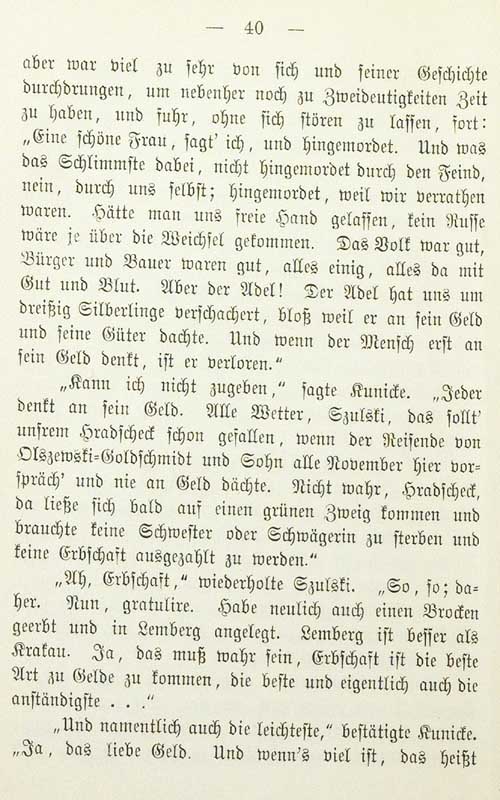 — 40 —
aber war viel zu sehr von sich und seiner Geschichte
durchdrungen, um nebenher noch zu Zweideutigkeiten Zeit
zu haben, und fuhr, ohne sich stören zu lassen, fort:
„Eine schöne Frau, sagt' ich, und hingemordet. Und was
das Schlimmste dabei, nicht hingemordet durch den Feind,
nein, durch uns selbst; hingemordet, weil wir verrathen
waren. Hätte man uns freie Hand gelassen, kein Russe
wäre je über die Weichsel gekommen. Das Volk war gut,
Bürger und Bauer waren gut, alles einig, alles da mit
Gut und Blut. Aber der Adel! Der Adel hat uns um
dreißig Silberlinge verschachert, bloß weil er an sein Geld
und seine Güter dachte. Und wenn der Mensch erst an
sein Geld denkt, ist er verloren.“
„Kann ich nicht zugeben,“ sagte Kunicke. „Jeder
denkt an sein Geld. Alle Wetter, Szulski, das sollt'
unsrem Hradscheck schon gefallen, wenn der Reisende von
Olszewski-Goldschmidt und Sohn alle November hier vor-
spräch' und nie an Geld dächte. Nicht wahr, Hradscheck,
da ließe sich bald auf einen grünen Zweig kommen und
brauchte keine Schwester oder Schwägerin zu sterben und
keine Erbschaft ausgezahlt zu werden.“
„Ah, Erbschaft,“ wiederholte Szulski. „So, so; da-
her. Nun, gratulire. Habe neulich auch einen Brocken
geerbt und in Lemberg angelegt. Lemberg ist besser als
Krakau. Ja, das muß wahr sein, Erbschaft ist die beste
Art zu Gelde zu kommen, die beste und eigentlich auch die
anständigste . . .“
„Und namentlich auch die leichteste,“ bestätigte Kunicke.
„Ja, das liebe Geld. Und wenn's viel ist, das heißt